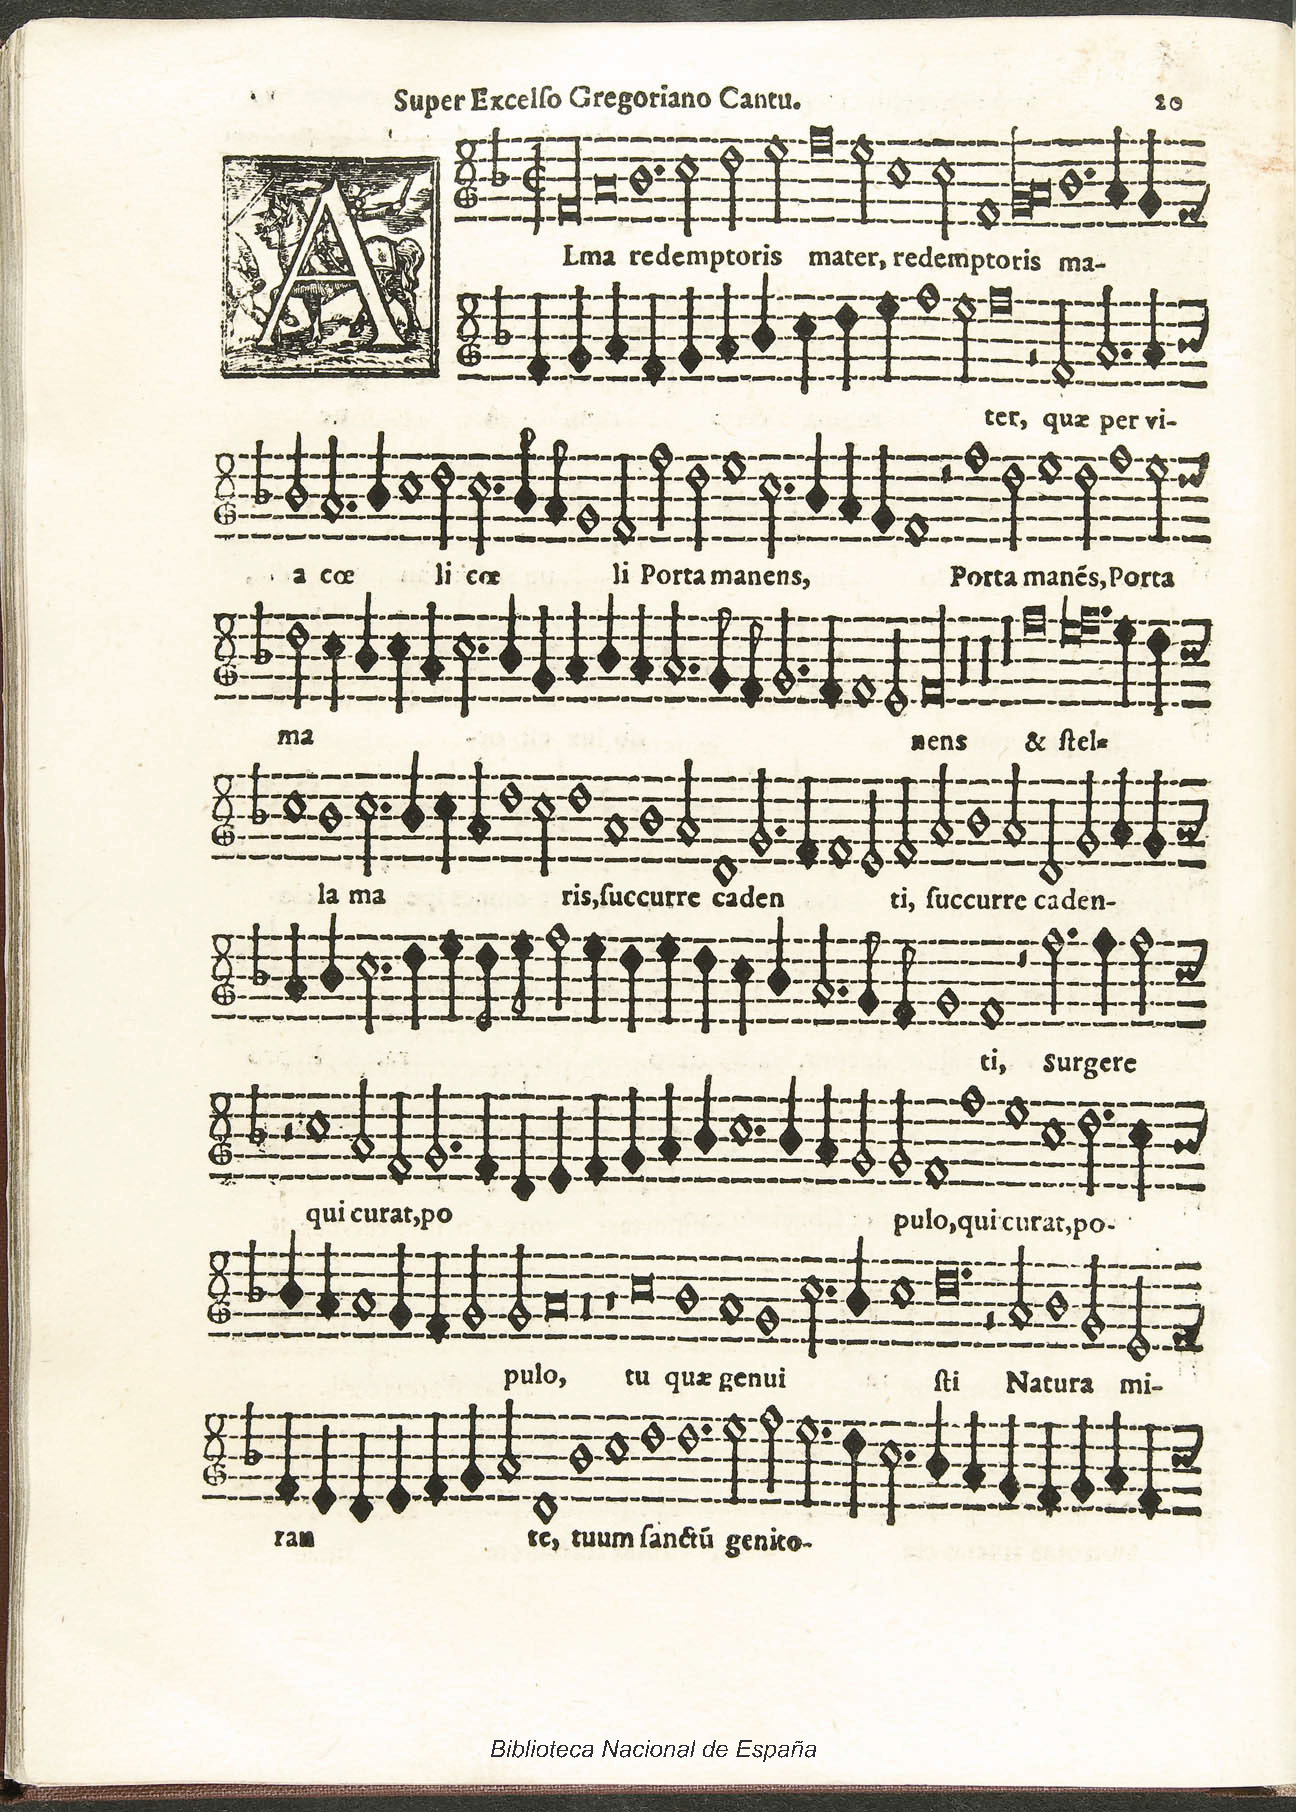 Super Excelſo Gregoriano Cantu. 20
ALma redemptoris mater, redemptoris ma-
ter, quæ per vi-
a cœ li cœ li Porta manens, Porta manẽs, Porta
ma nens & ſtel-
la ma ris, ſuccurre caden ti, ſuccurre caden-
ti, Surgere
qui curat, po pulo, qui curat, po-
pulo, tu quæ genui ſti Natura mi-
ran te, tuum ſanctũ genito-
Biblioteca Nacional de España